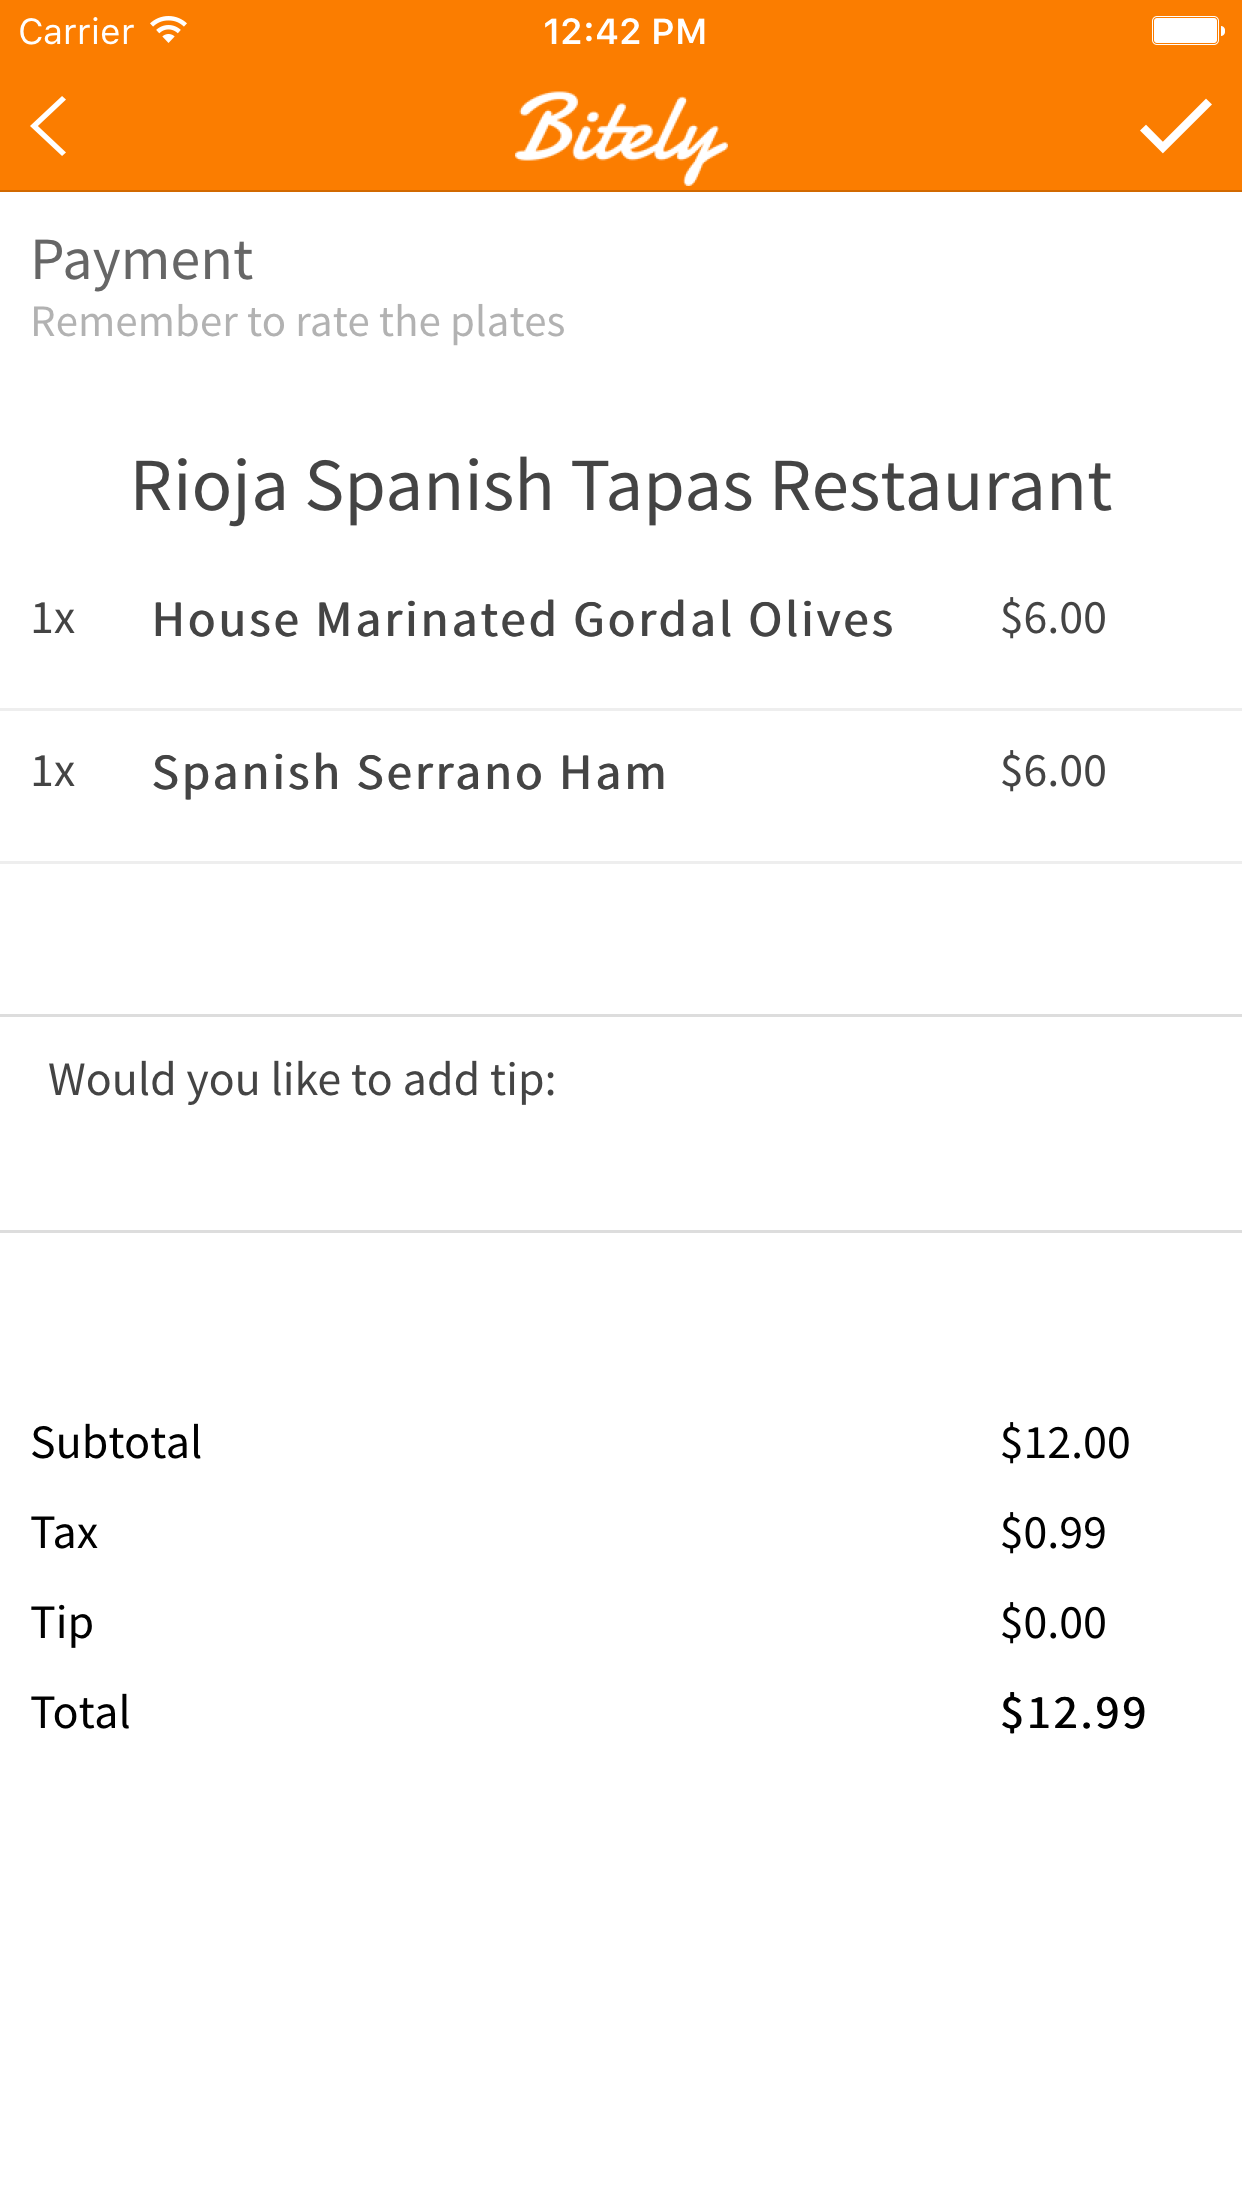 Carrier 12:42 PM
Bitely
Payment
Remember to rate the plates
Rioja Spanish Tapas Restaurant
1x House Marinated Gordal Olives $6.00
1x Spanish Serrano Ham $6.00
Would you like to add tip:
Subtotal $12.00
Tax $0.99
Tip $0.00
Total $12.99